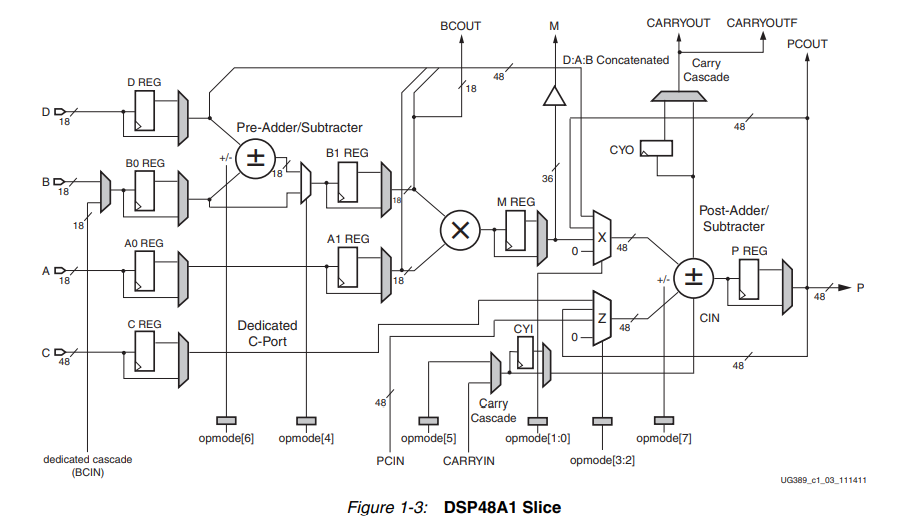 BCOUT
M
CARRYOUT
CARRYOUTF
PCOUT
D:A:B Concatenated
Carry
Cascade
48
18
D REG
D
18
Pre-Adder/Subtracter
48
CYO
+/-
±
18
B0 REG
B1 REG
B
18
18
36
18
M REG
Post-Adder/
Subtracter
×
X
48
0
A0 REG
A1 REG
A
18
18
P REG
+/-
±
48
P
C REG
Dedicated
C-Port
Z
48
0
CIN
CYI
C
48
48
48
Carry
Cascade
opmode[6]
opmode[4]
opmode[5]
opmode[1:0]
opmode[7]
dedicated cascade
(BCIN)
PCIN
CARRYIN
opmode[3:2]
UG389_c1_03_111411
Figure 1-3: DSP48A1 Slice